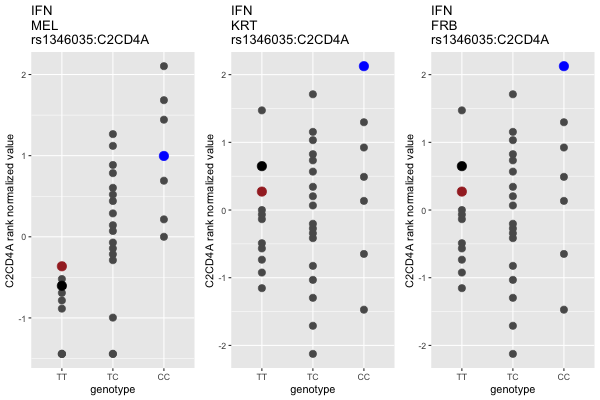 IFN
MEL
rs1346035:C2CD4A
C2CD4A rank normalized value
2
1
0
-1
TT
TC
CC
genotype
IFN
KRT
rs1346035:C2CD4A
C2CD4A rank normalized value
2
1
0
-1
-2
TT
TC
CC
genotype
IFN
FRB
rs1346035:C2CD4A
C2CD4A rank normalized value
2
1
0
-1
-2
TT
TC
CC
genotype